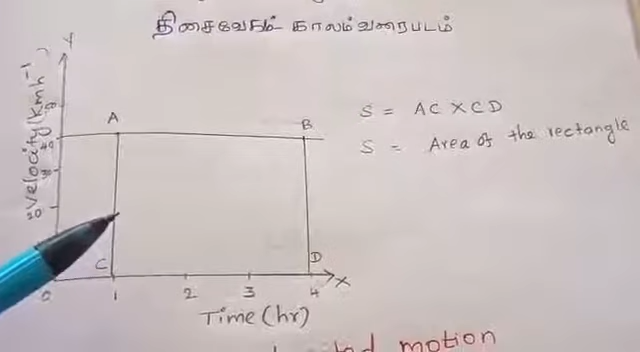 திசைவேகம் காலம் வரைபடம்
Y
Velocity (Kmh⁻¹)
40
30
20
0
A
B
C
D
1 2 3 4
X
Time (hr)
S = AC X CD
S = Area of the rectangle
motion